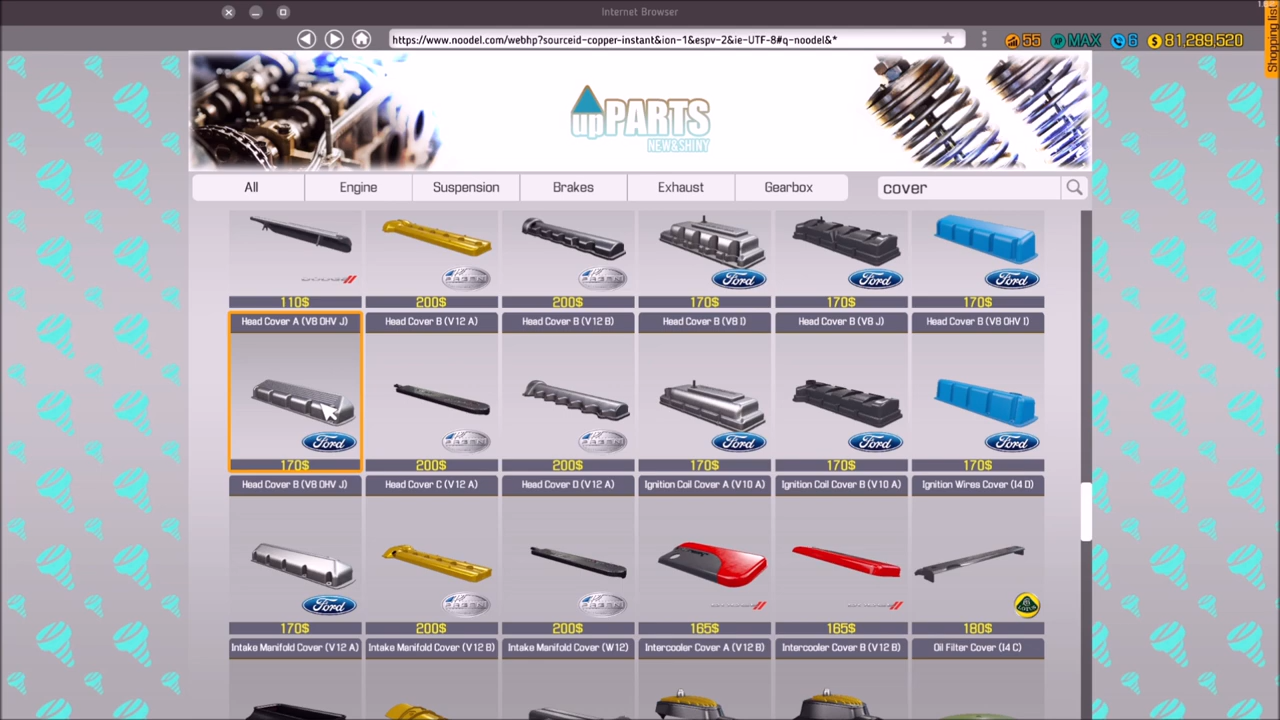 Internet Browser
1.6.
Shopping list
https://www.noodel.com/webhp?sourceid-copper-instant&ion-1&espv-2&ie-UTF-8#q-noodel&*
55
XP MAX
6
$ 81,289,520
upPARTS
NEW&SHINY
All Engine Suspension Brakes Exhaust Gearbox cover
DODGE Ford Ford Ford
110$ 200$ 200$ 170$ 170$ 170$
Head Cover A (V8 OHV J) Head Cover B (V12 A) Head Cover B (V12 B) Head Cover B (V8 I) Head Cover B (V8 J) Head Cover B (V8 OHV I)
Ford Ford Ford Ford
170$ 200$ 200$ 170$ 170$ 170$
Head Cover B (V8 OHV J) Head Cover C (V12 A) Head Cover D (V12 A) Ignition Coil Cover A (V10 A) Ignition Coil Cover B (V10 A) Ignition Wires Cover (I4 D)
Ford LOTUS
170$ 200$ 200$ 165$ 165$ 180$
Intake Manifold Cover (V12 A) Intake Manifold Cover (V12 B) Intake Manifold Cover (W12) Intercooler Cover A (V12 B) Intercooler Cover B (V12 B) Oil Filter Cover (I4 C)